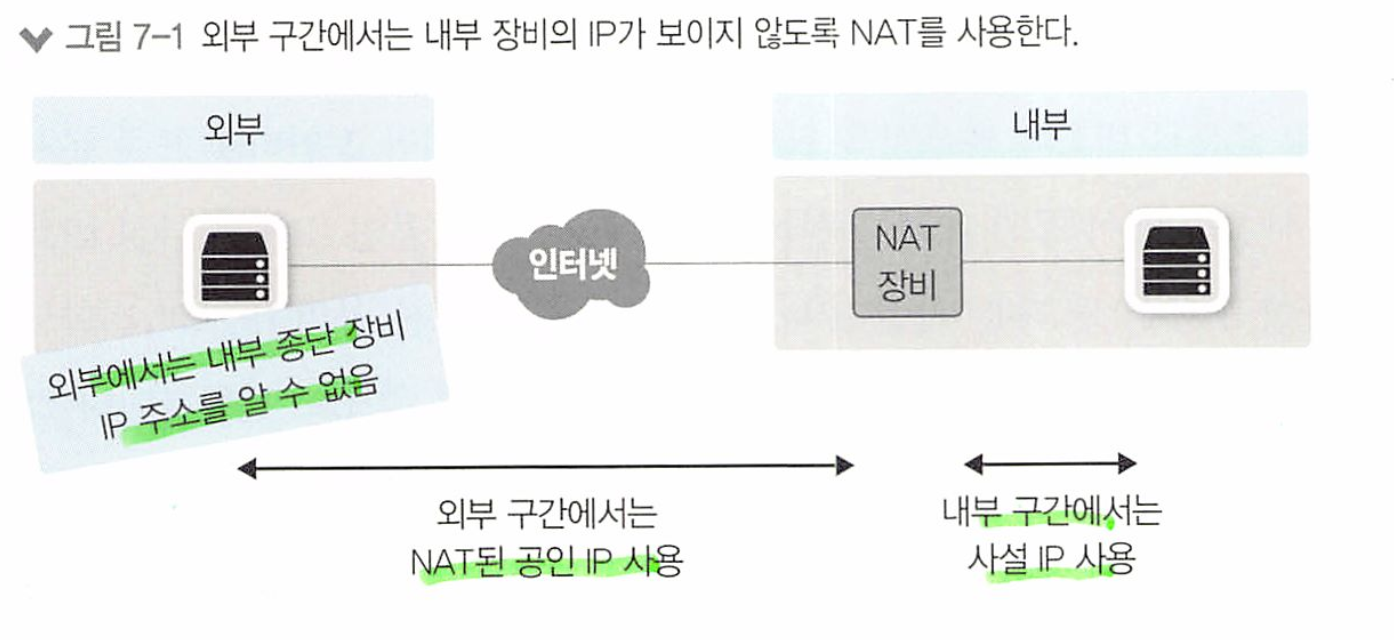 그림 7-1 외부 구간에서는 내부 장비의 IP가 보이지 않도록 NAT를 사용한다.
외부
내부
인터넷
NAT
장비
외부에서는 내부 종단 장비
IP 주소를 알 수 없음
외부 구간에서는
NAT된 공인 IP 사용
내부 구간에서는
사설 IP 사용